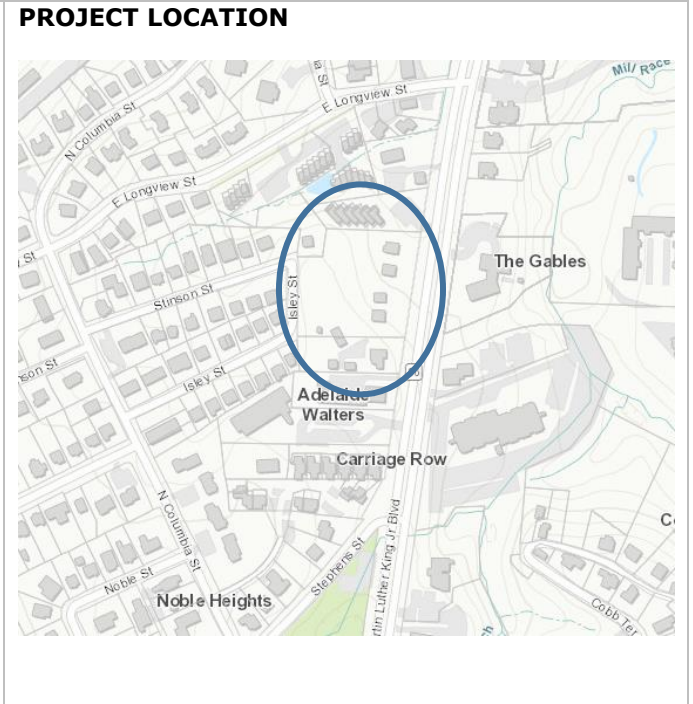 PROJECT LOCATION
Mill Race
E Longview St
N Columbia St
E Longview St
The Gables
Stinson St
Isley St
Isley St
son St
Adelaide
Walters
Carriage Row
N Columbia St
rtin Luther King Jr Blvd
Stephens St
Noble St
Noble Heights
Cobb Ter